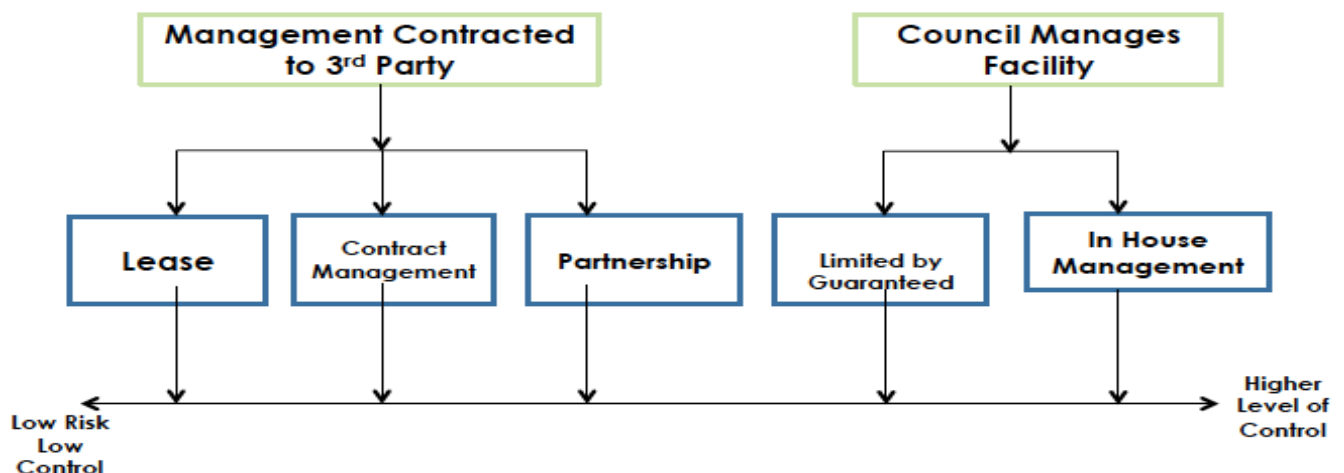 Management Contracted
to 3rd Party
Council Manages
Facility
Lease
Contract
Management
Partnership
Limited by
Guaranteed
In House
Management
Low Risk
Low
Control
Higher
Level of
Control